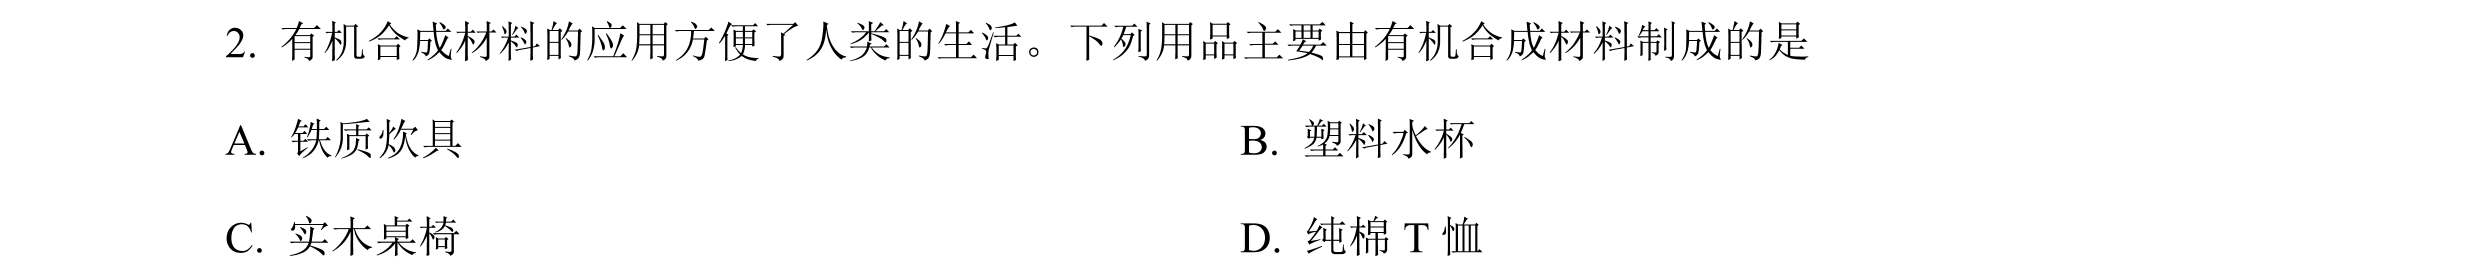 2. 有机合成材料的应用方便了人类的生活。下列用品主要由有机合成材料制成的是
A. 铁质炊具 B. 塑料水杯
C. 实木桌椅 D. 纯棉 T 恤